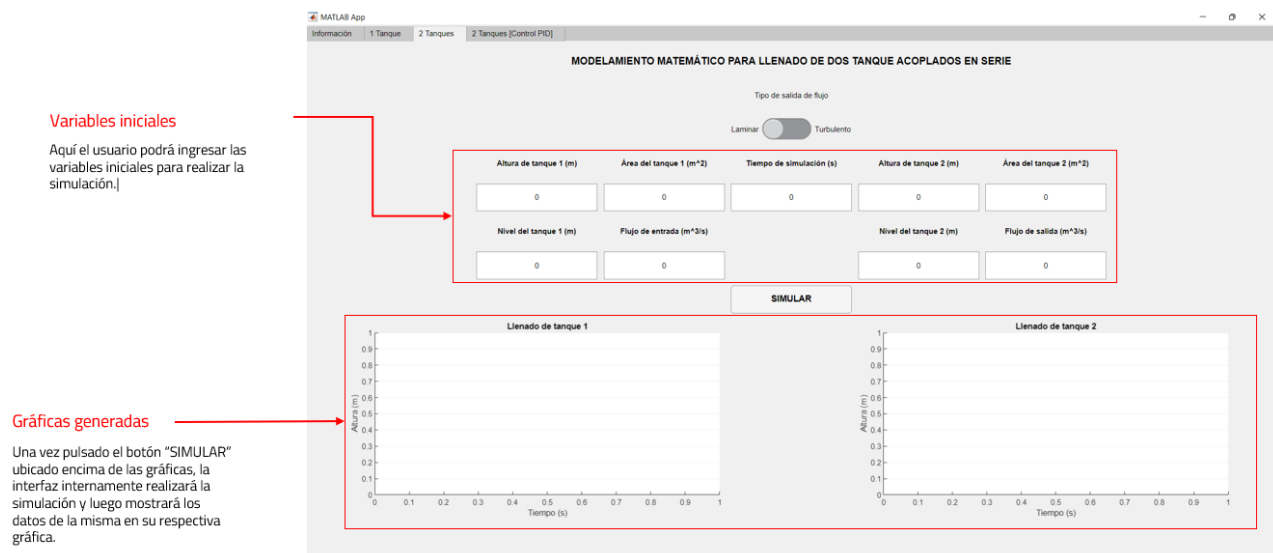 MATLAB App
Información 1 Tanque 2 Tanques 2 Tanques [Control PID]
MODELAMIENTO MATEMÁTICO PARA LLENADO DE DOS TANQUE ACOPLADOS EN SERIE
Tipo de salida de flujo
Laminar Turbulento
Variables iniciales
Aquí el usuario podrá ingresar las
variables iniciales para realizar la
simulación.
Altura de tanque 1 (m) Área del tanque 1 (m^2) Tiempo de simulación (s) Altura de tanque 2 (m) Área del tanque 2 (m^2)
0 0 0 0 0
Nivel del tanque 1 (m) Flujo de entrada (m^3/s) Nivel del tanque 2 (m) Flujo de salida (m^3/s)
0 0 0 0
SIMULAR
Gráficas generadas
Una vez pulsado el botón “SIMULAR”
ubicado encima de las gráficas, la
interfaz internamente realizará la
simulación y luego mostrará los
datos de la misma en su respectiva
gráfica.
Llenado de tanque 1
Altura (m)
1
0.9
0.8
0.7
0.6
0.5
0.4
0.3
0.2
0.1
0
0 0.1 0.2 0.3 0.4 0.5 0.6 0.7 0.8 0.9 1
Tiempo (s)
Llenado de tanque 2
Altura (m)
1
0.9
0.8
0.7
0.6
0.5
0.4
0.3
0.2
0.1
0
0 0.1 0.2 0.3 0.4 0.5 0.6 0.7 0.8 0.9 1
Tiempo (s)